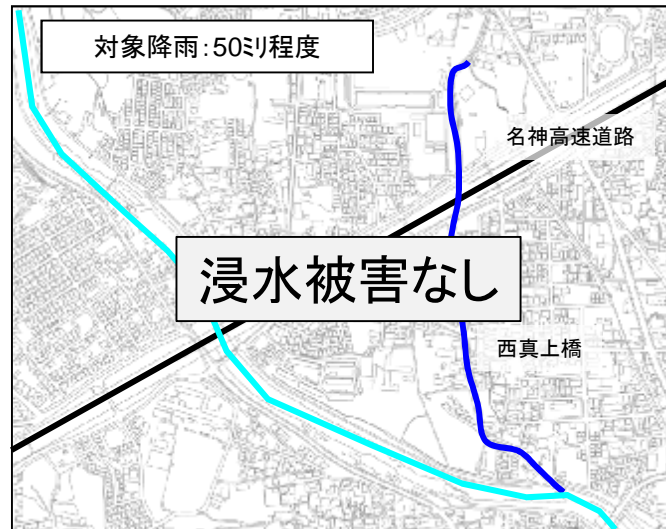 対象降雨：50ﾐﾘ程度
名神高速道路
浸水被害なし
西真上橋